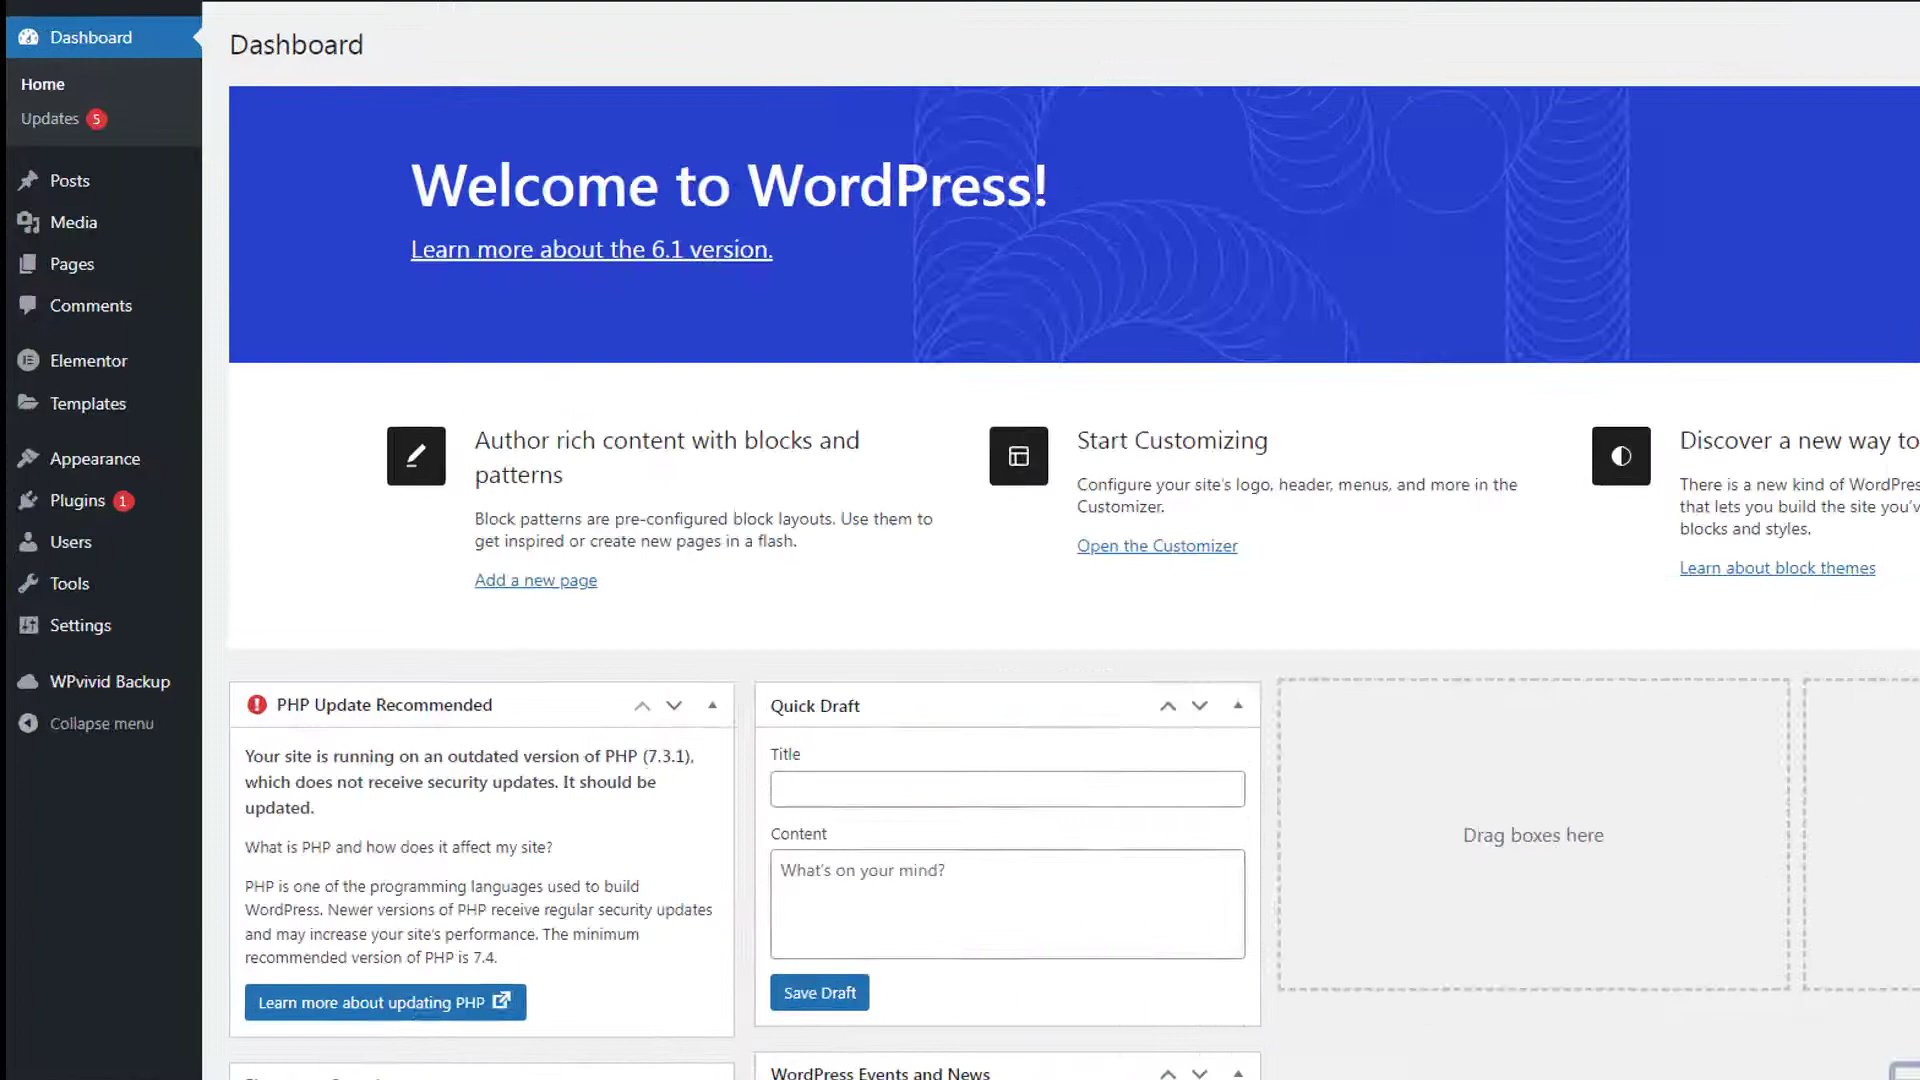 Dashboard
Home
Updates 5
Posts
Media
Pages
Comments
Elementor
Templates
Appearance
Plugins 1
Users
Tools
Settings
WPvivid Backup
Collapse menu
Dashboard
Welcome to WordPress!
Learn more about the 6.1 version.
Author rich content with blocks and
patterns
Block patterns are pre-configured block layouts. Use them to
get inspired or create new pages in a flash.
Add a new page
Start Customizing
Configure your site's logo, header, menus, and more in the
Customizer.
Open the Customizer
Discover a new way to
There is a new kind of WordPres
that lets you build the site you'v
blocks and styles.
Learn about block themes
PHP Update Recommended
Your site is running on an outdated version of PHP (7.3.1),
which does not receive security updates. It should be
updated.
What is PHP and how does it affect my site?
PHP is one of the programming languages used to build
WordPress. Newer versions of PHP receive regular security updates
and may increase your site's performance. The minimum
recommended version of PHP is 7.4.
Learn more about updating PHP
Quick Draft
Title
Content
What's on your mind?
Save Draft
Drag boxes here
WordPress Events and News